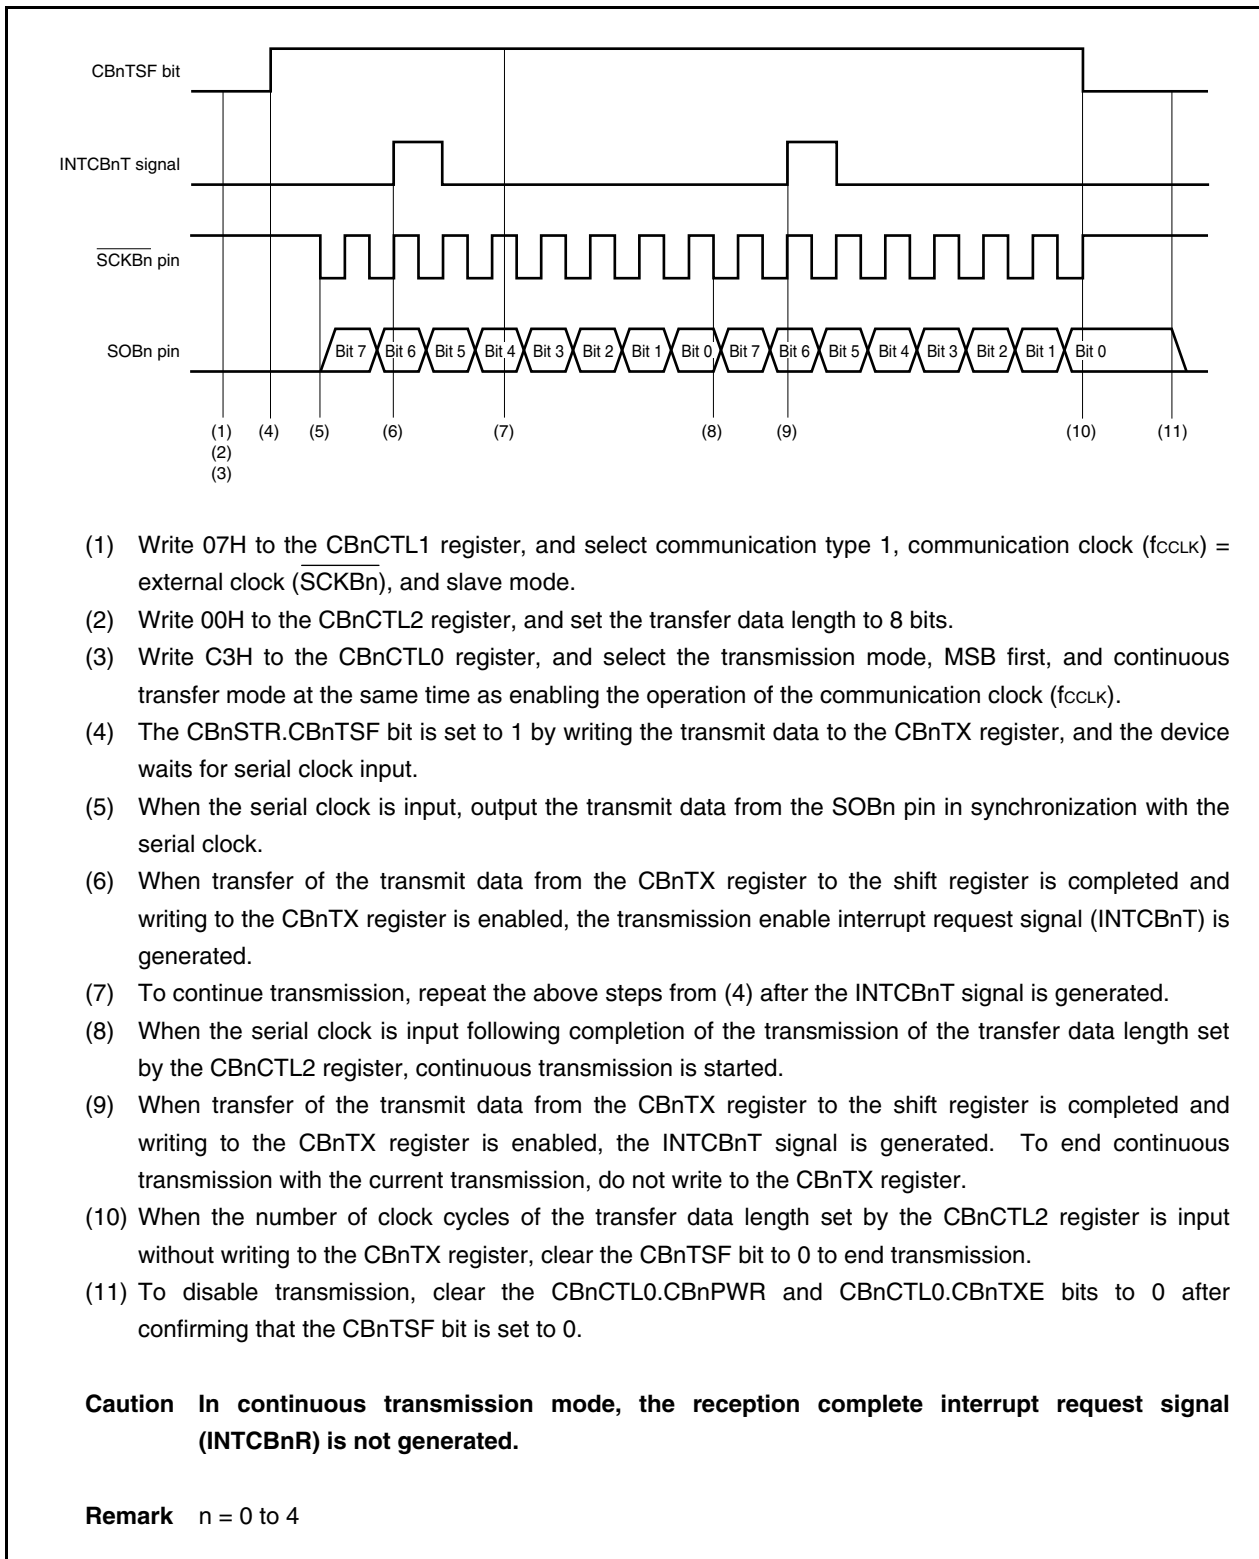 CBnTSF bit
INTCBnT signal
SCKBn pin
SOBn pin
Bit 7 Bit 6 Bit 5 Bit 4 Bit 3 Bit 2 Bit 1 Bit 0 Bit 7 Bit 6 Bit 5 Bit 4 Bit 3 Bit 2 Bit 1 Bit 0
(1) (4) (5) (6) (7) (8) (9) (10) (11)
(2)
(3)
(1) Write 07H to the CBnCTL1 register, and select communication type 1, communication clock (fCCLK) =
external clock (SCKBn), and slave mode.
(2) Write 00H to the CBnCTL2 register, and set the transfer data length to 8 bits.
(3) Write C3H to the CBnCTL0 register, and select the transmission mode, MSB first, and continuous
transfer mode at the same time as enabling the operation of the communication clock (fCCLK).
(4) The CBnSTR.CBnTSF bit is set to 1 by writing the transmit data to the CBnTX register, and the device
waits for serial clock input.
(5) When the serial clock is input, output the transmit data from the SOBn pin in synchronization with the
serial clock.
(6) When transfer of the transmit data from the CBnTX register to the shift register is completed and
writing to the CBnTX register is enabled, the transmission enable interrupt request signal (INTCBnT) is
generated.
(7) To continue transmission, repeat the above steps from (4) after the INTCBnT signal is generated.
(8) When the serial clock is input following completion of the transmission of the transfer data length set
by the CBnCTL2 register, continuous transmission is started.
(9) When transfer of the transmit data from the CBnTX register to the shift register is completed and
writing to the CBnTX register is enabled, the INTCBnT signal is generated. To end continuous
transmission with the current transmission, do not write to the CBnTX register.
(10) When the number of clock cycles of the transfer data length set by the CBnCTL2 register is input
without writing to the CBnTX register, clear the CBnTSF bit to 0 to end transmission.
(11) To disable transmission, clear the CBnCTL0.CBnPWR and CBnCTL0.CBnTXE bits to 0 after
confirming that the CBnTSF bit is set to 0.
Caution In continuous transmission mode, the reception complete interrupt request signal
(INTCBnR) is not generated.
Remark n = 0 to 4